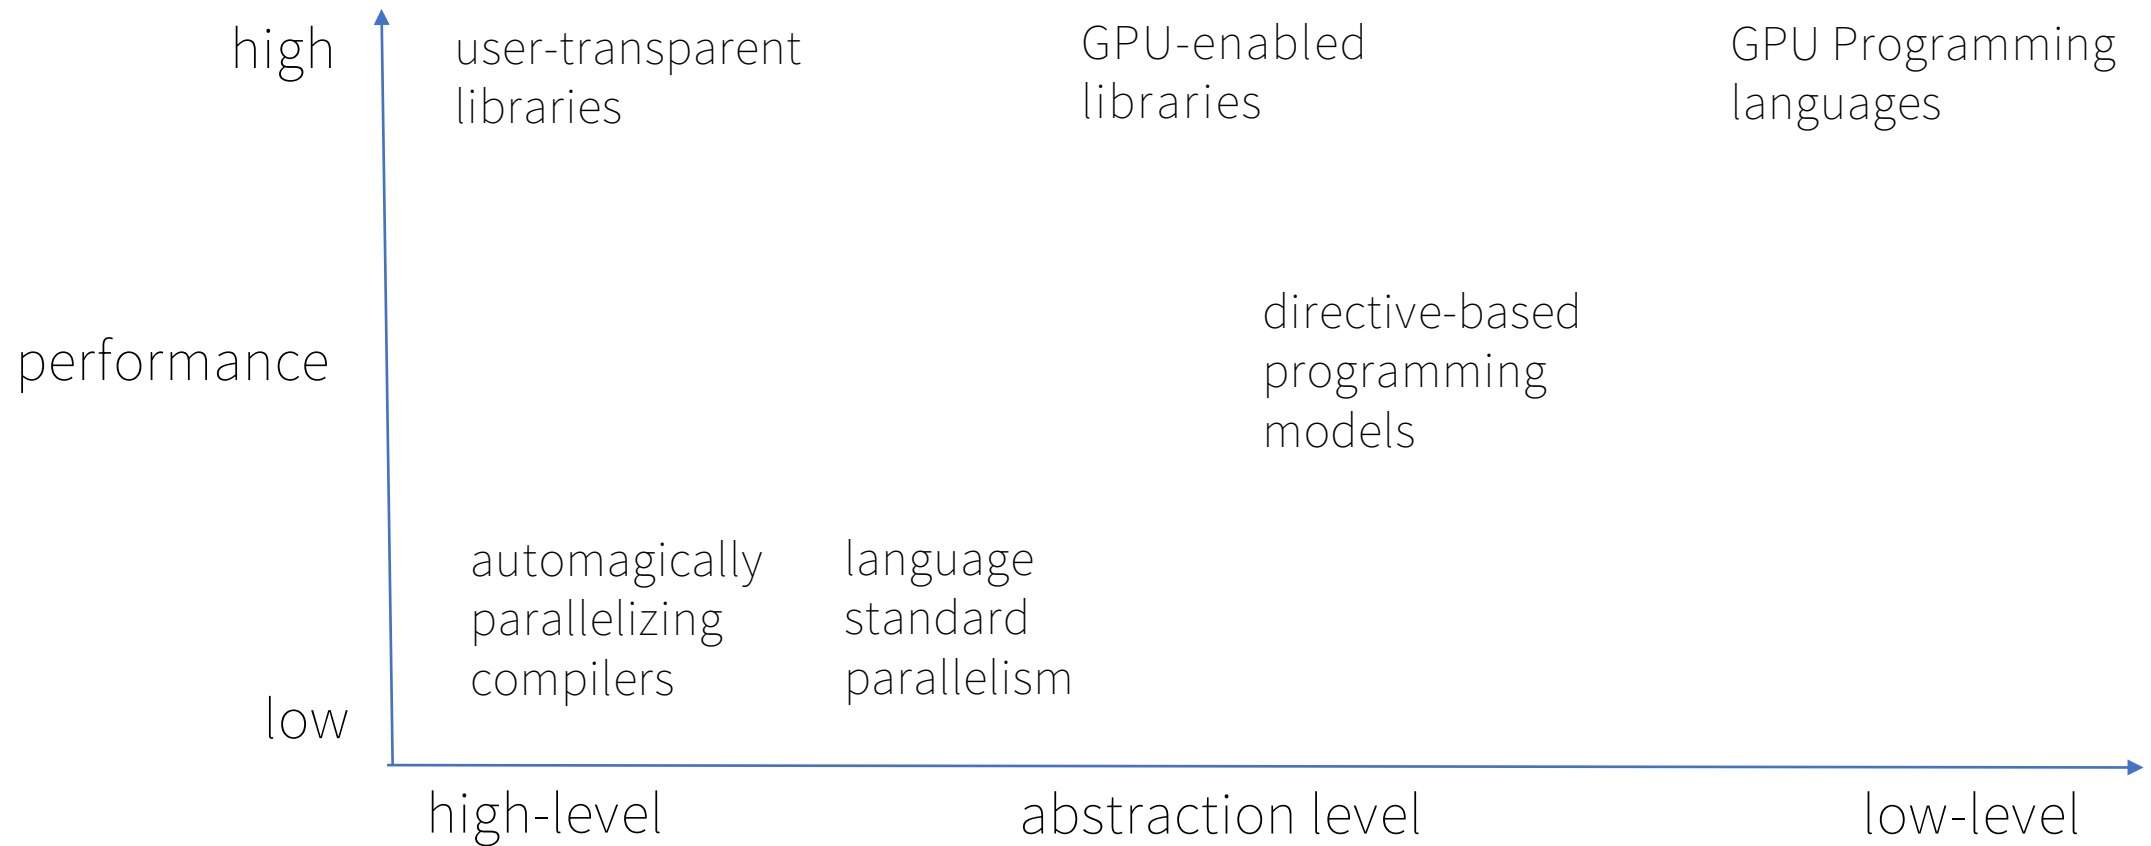 high
user-transparent
libraries
GPU-enabled
libraries
GPU Programming
languages
performance
directive-based
programming
models
automagically
parallelizing
compilers
language
standard
parallelism
low
high-level
abstraction level
low-level